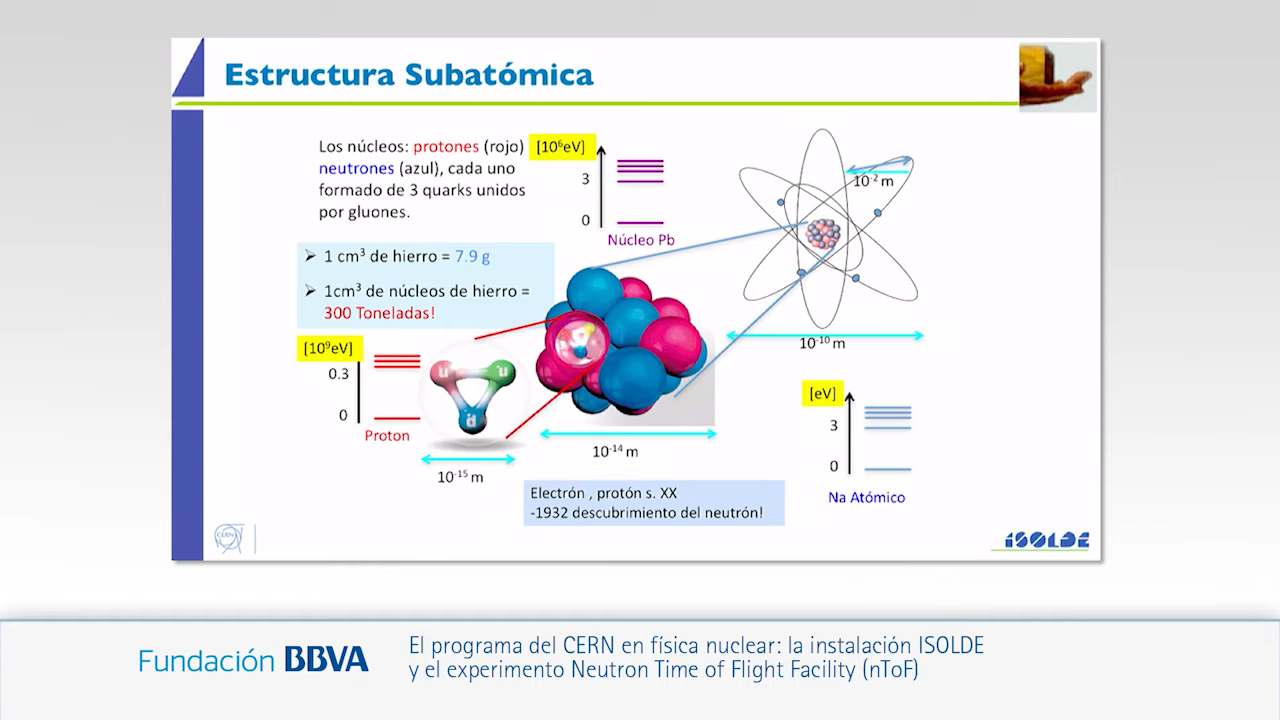 Estructura Subatómica
Los núcleos: protones (rojo)
neutrones (azul), cada uno
formado de 3 quarks unidos
por gluones.
[10⁶eV]
3
0
Núcleo Pb
10⁻² m
➢ 1 cm³ de hierro = 7.9 g
➢ 1cm³ de núcleos de hierro =
300 Toneladas!
[10⁹eV]
0.3
0
Proton
u
u
d
10⁻¹⁵ m
10⁻¹⁴ m
10⁻¹⁰ m
[eV]
3
0
Na Atómico
Electrón , protón s. XX
-1932 descubrimiento del neutrón!
CERN
ISOLDE
Fundación BBVA
El programa del CERN en física nuclear: la instalación ISOLDE
y el experimento Neutron Time of Flight Facility (nToF)